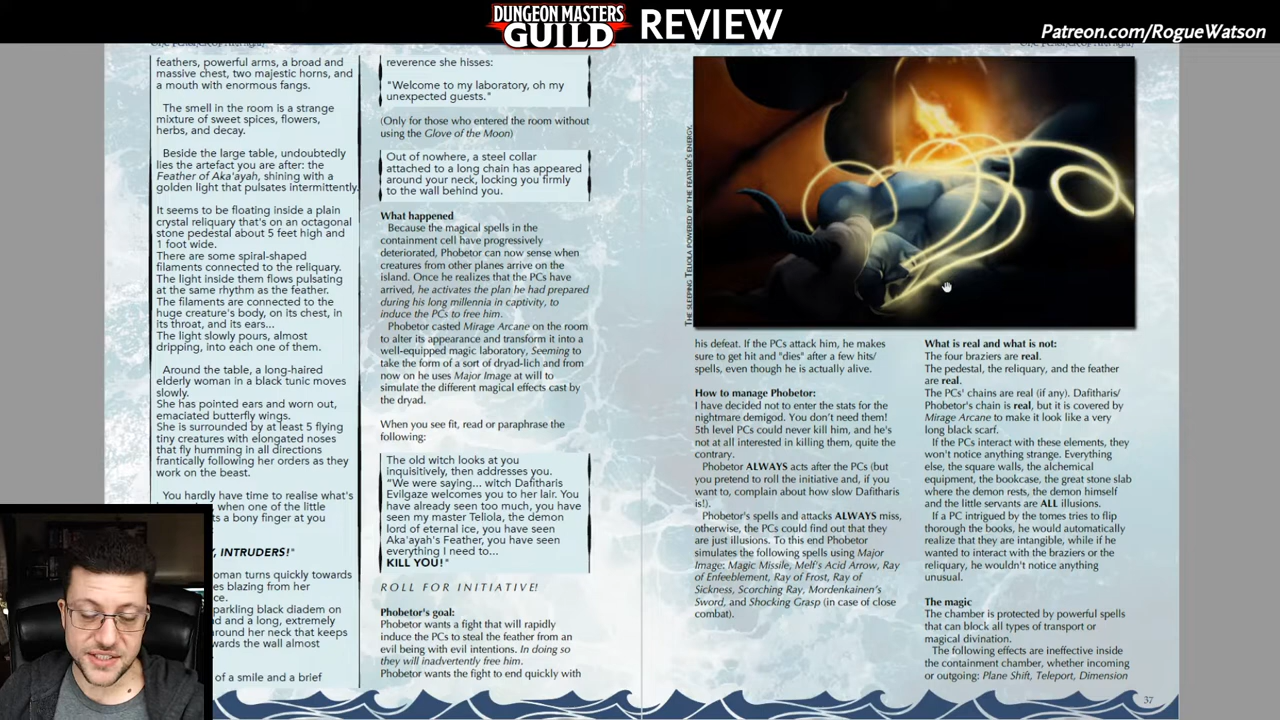 DUNGEON MASTERS
GUILD
REVIEW
Patreon.com/RogueWatson
feathers, powerful arms, a broad and
massive chest, two majestic horns, and
a mouth with enormous fangs.
The smell in the room is a strange
mixture of sweet spices, flowers,
herbs, and decay.
Beside the large table, undoubtedly
lies the artefact you are after: the
Feather of Aka'ayah, shining with a
golden light that pulsates intermittently.
It seems to be floating inside a plain
crystal reliquary that's on an octagonal
stone pedestal about 5 feet high and
1 foot wide.
There are some spiral-shaped
filaments connected to the reliquary.
The light inside them flows pulsating
at the same rhythm as the feather.
The filaments are connected to the
huge creature's body, on its chest, in
its throat, and its ears...
The light slowly pours, almost
dripping, into each one of them.
Around the table, a long-haired
elderly woman in a black tunic moves
slowly.
She has pointed ears and worn out,
emaciated butterfly wings.
She is surrounded by at least 5 flying
tiny creatures with elongated noses
that fly humming in all directions
frantically following her orders as they
work on the beast.
You hardly have time to realise what's
when one of the little
ts a bony finger at you
, INTRUDERS!"
oman turns quickly towards
es blazing from her
ce.
parkling black diadem on
d and a long, extremely
around her neck that keeps
wards the wall almost
of a smile and a brief
reverence she hisses:
"Welcome to my laboratory, oh my
unexpected guests."
(Only for those who entered the room without
using the Glove of the Moon)
Out of nowhere, a steel collar
attached to a long chain has appeared
around your neck, locking you firmly
to the wall behind you.
What happened
Because the magical spells in the
containment cell have progressively
deteriorated, Phobetor can now sense when
creatures from other planes arrive on the
island. Once he realizes that the PCs have
arrived, he activates the plan he had prepared
during his long millennia in captivity, to
induce the PCs to free him.
Phobetor casted Mirage Arcane on the room
to alter its appearance and transform it into a
well-equipped magic laboratory, Seeming to
take the form of a sort of dryad-lich and from
now on he uses Major Image at will to
simulate the different magical effects cast by
the dryad.
When you see fit, read or paraphrase the
following:
The old witch looks at you
inquisitively, then addresses you.
"We were saying... witch Dafitharis
Evilgaze welcomes you to her lair. You
have already seen too much, you have
seen my master Teliola, the demon
lord of eternal ice, you have seen
Aka'ayah's Feather, you have seen
everything I need to...
KILL YOU!"
ROLL FOR INITIATIVE!
Phobetor's goal:
Phobetor wants a fight that will rapidly
induce the PCs to steal the feather from an
evil being with evil intentions. In doing so
they will inadvertently free him.
Phobetor wants the fight to end quickly with
THE SLEEPING TELIOLA POWERED BY THE FEATHER'S ENERGY.
his defeat. If the PCs attack him, he makes
sure to get hit and "dies" after a few hits/
spells, even though he is actually alive.
How to manage Phobetor:
I have decided not to enter the stats for the
nightmare demigod. You don't need them!
5th level PCs could never kill him, and he's
not at all interested in killing them, quite the
contrary.
Phobetor ALWAYS acts after the PCs (but
you pretend to roll the initiative and, if you
want, complain about how slow Dafitharis
is!).
Phobetor's spells and attacks ALWAYS miss,
otherwise, the PCs could find out that they
are just illusions. To this end Phobetor
simulates the following spells using Major
Image: Magic Missile, Melf's Acid Arrow, Ray
of Enfeeblement, Ray of Frost, Ray of
Sickness, Scorching Ray, Mordenkainen's
Sword, and Shocking Grasp (in case of close
combat).
What is real and what is not:
The four braziers are real.
The pedestal, the reliquary, and the feather
are real.
The PCs' chains are real (if any). Dafitharis/
Phobetor's chain is real, but it is covered by
Mirage Arcane to make it look like a very
long black scarf.
If the PCs interact with these elements, they
won't notice anything strange. Everything
else, the square walls, the alchemical
equipment, the bookcase, the great stone slab
where the demon rests, the demon himself
and the little servants are ALL illusions.
If a PC intrigued by the tomes tries to flip
thorough the books, he would automatically
realize that they are intangible, while if he
wanted to interact with the braziers or the
reliquary, he wouldn't notice anything
unusual.
The magic
The chamber is protected by powerful spells
that can block all types of transport or
magical divination.
The following effects are ineffective inside
the containment chamber, whether incoming
or outgoing: Plane Shift, Teleport, Dimension
37